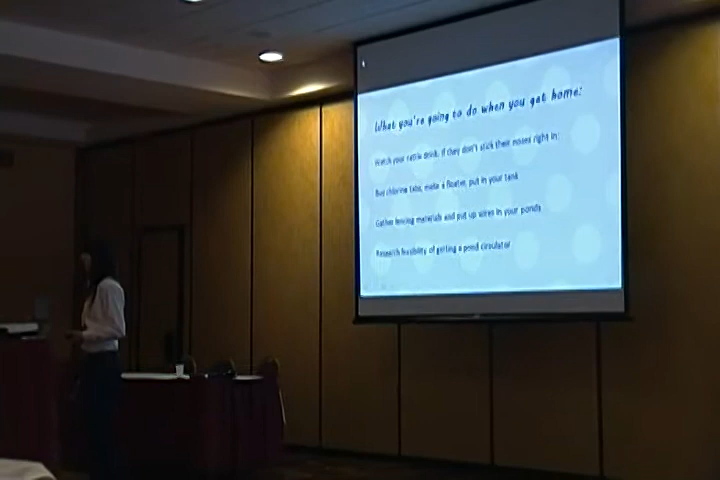 What you're going to do when you get home:
Watch your cattle drink. If they don't stick their noses right in:
Buy chlorine tabs, make a floater, put in your tank
Gather fencing materials and put up wires in your ponds
Research feasibility of getting a pond circulator